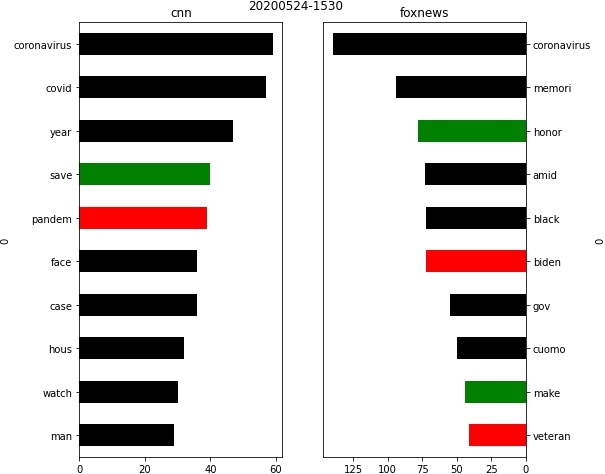 20200524-1530
cnn
foxnews
coronavirus
covid
year
save
pandem
face
case
hous
watch
man
0 20 40 60
0
coronavirus
memori
honor
amid
black
biden
gov
cuomo
make
veteran
125 100 75 50 25 0
0